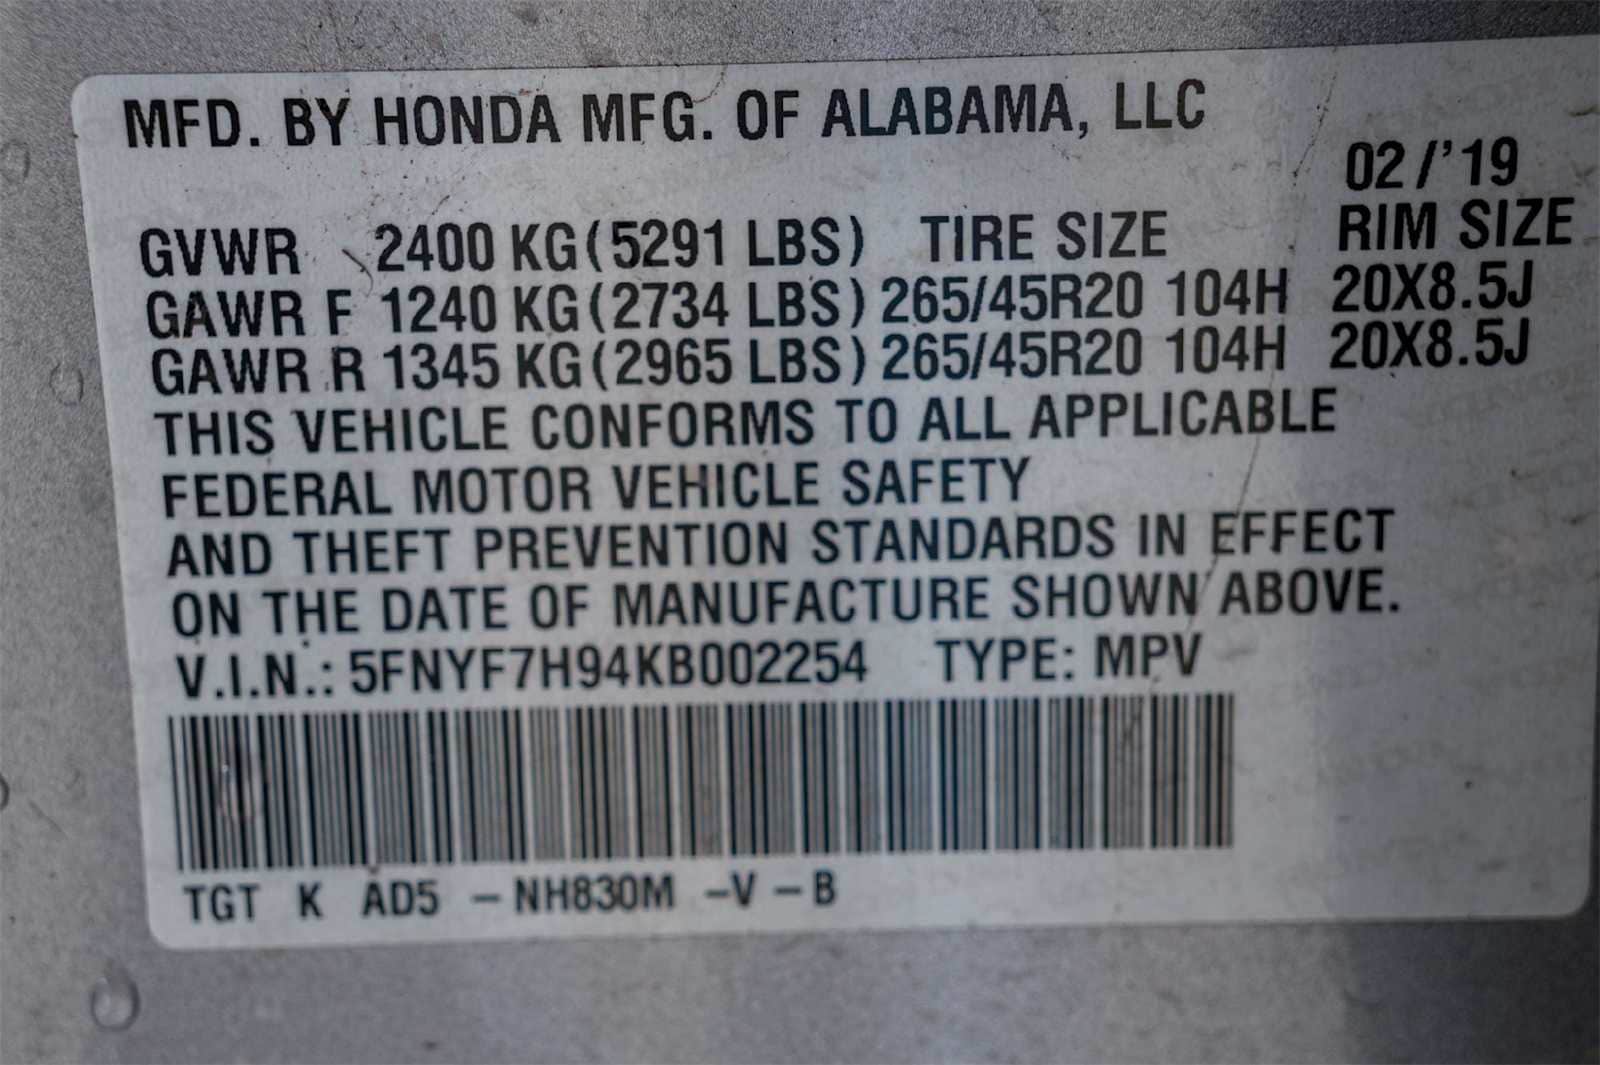 MFD. BY HONDA MFG. OF ALABAMA, LLC
02/'19
GVWR 2400 KG(5291 LBS) TIRE SIZE RIM SIZE
GAWR F 1240 KG(2734 LBS) 265/45R20 104H 20X8.5J
GAWR R 1345 KG(2965 LBS) 265/45R20 104H 20X8.5J
THIS VEHICLE CONFORMS TO ALL APPLICABLE
FEDERAL MOTOR VEHICLE SAFETY
AND THEFT PREVENTION STANDARDS IN EFFECT
ON THE DATE OF MANUFACTURE SHOWN ABOVE.
V.I.N.: 5FNYF7H94KB002254 TYPE: MPV
TGT K AD5 -NH830M -V -B